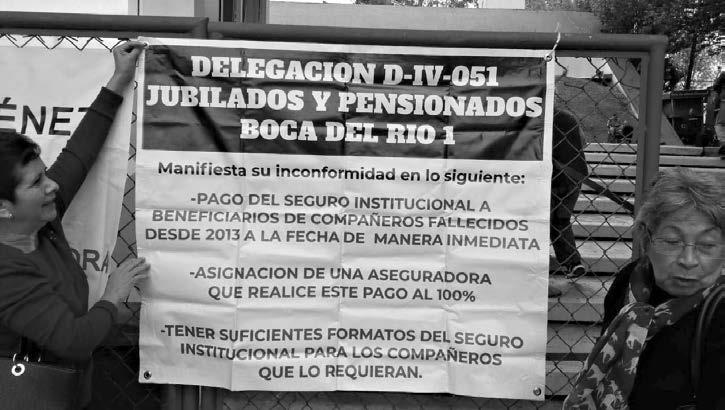 DELEGACION D-IV-051
JUBILADOS Y PENSIONADOS
BOCA DEL RIO 1
Manifiesta su inconformidad en lo siguiente:
-PAGO DEL SEGURO INSTITUCIONAL A
BENEFICIARIOS DE COMPAÑEROS FALLECIDOS
DESDE 2013 A LA FECHA DE MANERA INMEDIATA
-ASIGNACION DE UNA ASEGURADORA
QUE REALICE ESTE PAGO AL 100%
-TENER SUFICIENTES FORMATOS DEL SEGURO
INSTITUCIONAL PARA LOS COMPAÑEROS
QUE LO REQUIERAN.